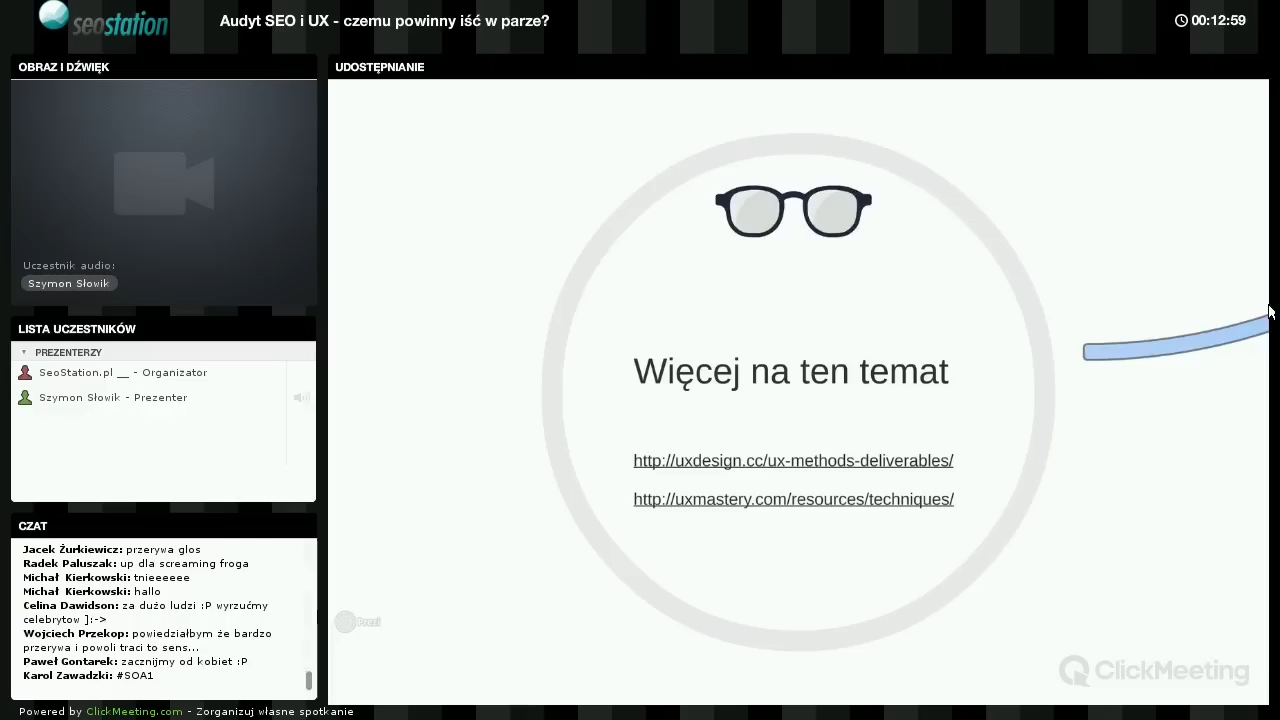 seostation
Audyt SEO i UX - czemu powinny iść w parze?
00:12:59
OBRAZ I DŹWIĘK
Uczestnik audio:
Szymon Słowik
LISTA UCZESTNIKÓW
PREZENTERZY
SeoStation.pl __ - Organizator
Szymon Słowik - Prezenter
CZAT
Jacek Żurkiewicz: przerywa glos
Radek Paluszak: up dla screaming froga
Michał Kierkowski: tnieeeeee
Michał Kierkowski: hallo
Celina Dawidson: za dużo ludzi :P wyrzućmy
celebrytow ]:->
Wojciech Przekop: powiedziałbym że bardzo
przerywa i powoli traci to sens...
Paweł Gontarek: zacznijmy od kobiet :P
Karol Zawadzki: #SOA1
Powered by ClickMeeting.com - Zorganizuj własne spotkanie
UDOSTĘPNIANIE
Więcej na ten temat
http://uxdesign.cc/ux-methods-deliverables/
http://uxmastery.com/resources/techniques/
Prezi
ClickMeeting